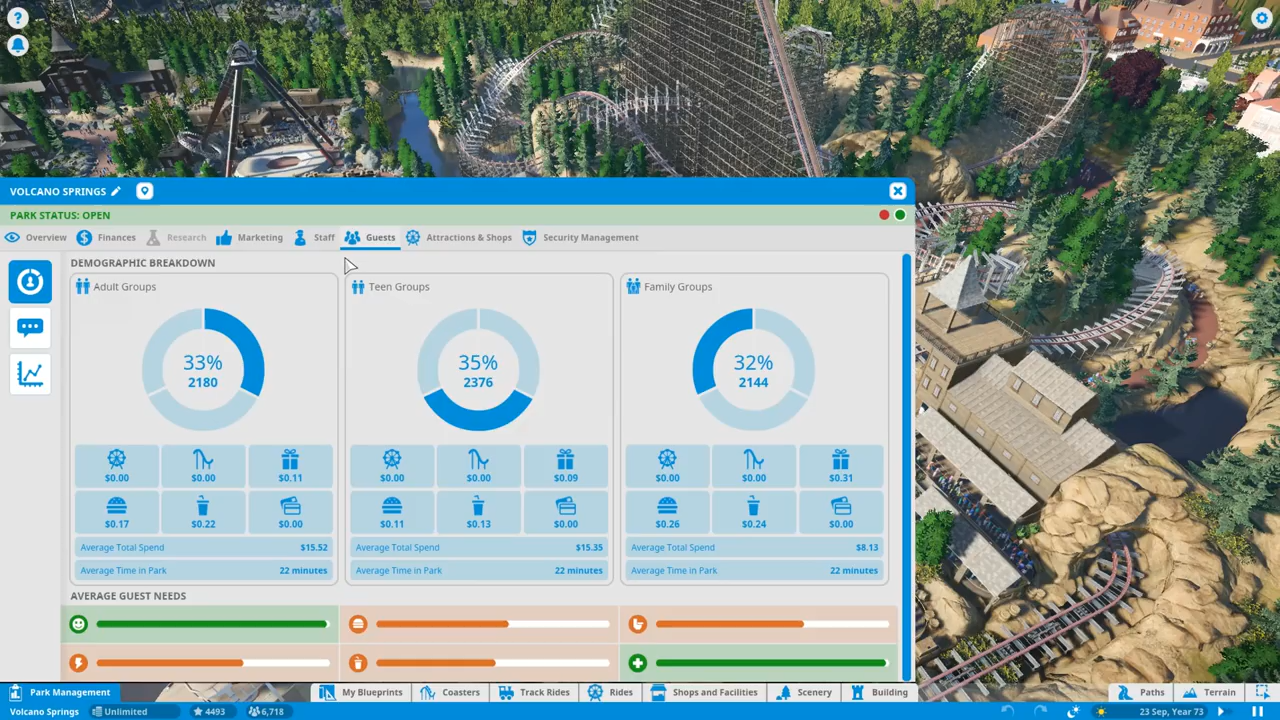 ?
VOLCANO SPRINGS
PARK STATUS: OPEN
Overview Finances Research Marketing Staff Guests Attractions & Shops Security Management
DEMOGRAPHIC BREAKDOWN
Adult Groups
33%
2180
$0.00 $0.00 $0.11
$0.17 $0.22 $0.00
Average Total Spend $15.52
Average Time in Park 22 minutes
Teen Groups
35%
2376
$0.00 $0.00 $0.09
$0.11 $0.13 $0.00
Average Total Spend $15.35
Average Time in Park 22 minutes
Family Groups
32%
2144
$0.00 $0.00 $0.31
$0.26 $0.24 $0.00
Average Total Spend $8.13
Average Time in Park 22 minutes
AVERAGE GUEST NEEDS
Park Management My Blueprints Coasters Track Rides Rides Shops and Facilities Scenery Building Paths Terrain
Volcano Springs Unlimited 4493 6,718 23 Sep, Year 73